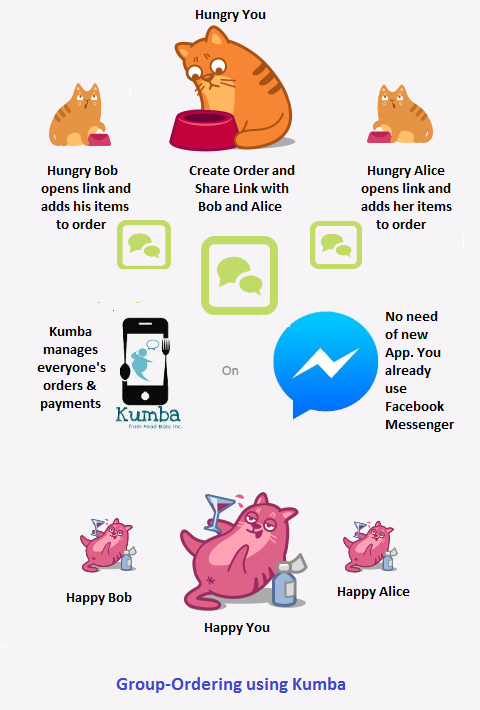 Hungry You
Hungry Bob
opens link and
adds his items
to order
Create Order and
Share Link with
Bob and Alice
Hungry Alice
opens link and
adds her items
to order
Kumba
manages
everyone's
orders &
payments
Kumba
from Food Bots Inc.
On
No need
of new
App. You
already
use
Facebook
Messenger
Happy Bob
Happy You
Happy Alice
Group-Ordering using Kumba